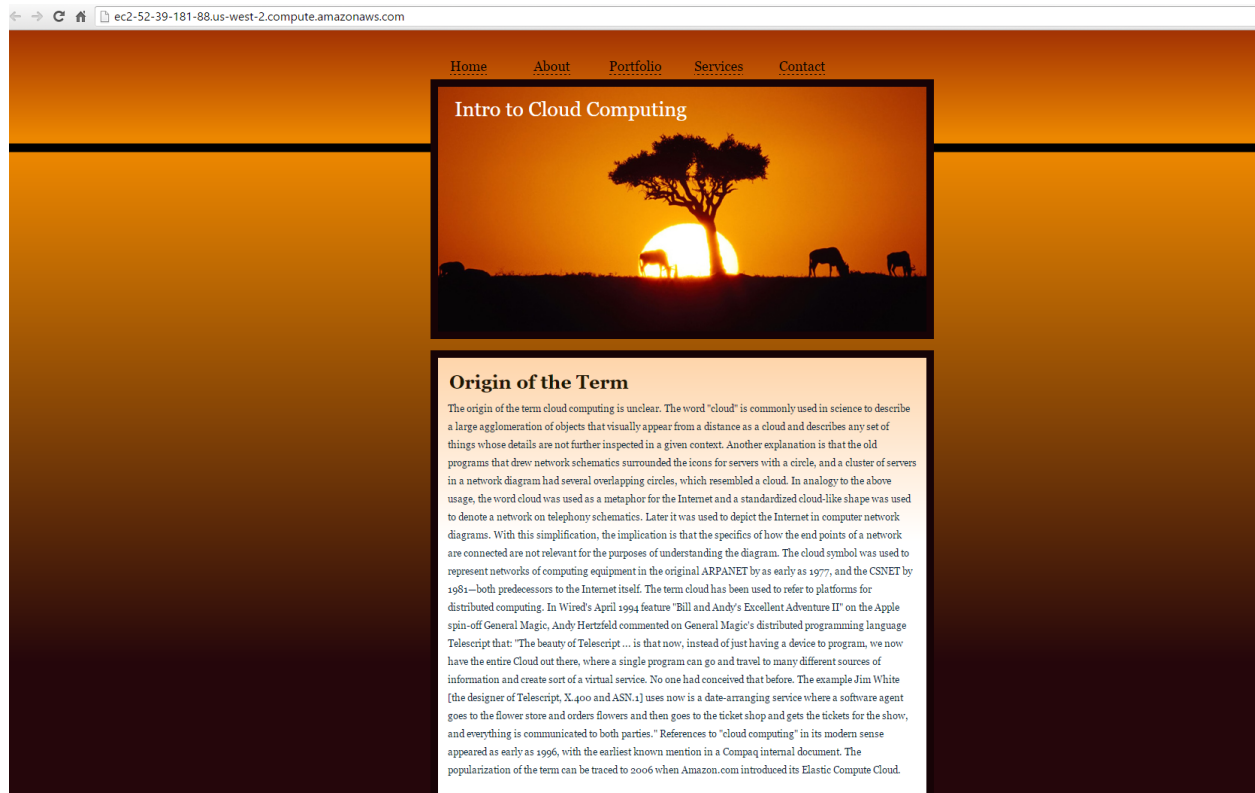 ec2-52-39-181-88.us-west-2.compute.amazonaws.com
Home About Portfolio Services Contact
Intro to Cloud Computing
Origin of the Term
The origin of the term cloud computing is unclear. The word "cloud" is commonly used in science to describe
a large agglomeration of objects that visually appear from a distance as a cloud and describes any set of
things whose details are not further inspected in a given context. Another explanation is that the old
programs that drew network schematics surrounded the icons for servers with a circle, and a cluster of servers
in a network diagram had several overlapping circles, which resembled a cloud. In analogy to the above
usage, the word cloud was used as a metaphor for the Internet and a standardized cloud-like shape was used
to denote a network on telephony schematics. Later it was used to depict the Internet in computer network
diagrams. With this simplification, the implication is that the specifics of how the end points of a network
are connected are not relevant for the purposes of understanding the diagram. The cloud symbol was used to
represent networks of computing equipment in the original ARPANET by as early as 1977, and the CSNET by
1981—both predecessors to the Internet itself. The term cloud has been used to refer to platforms for
distributed computing. In Wired's April 1994 feature "Bill and Andy's Excellent Adventure II" on the Apple
spin-off General Magic, Andy Hertzfeld commented on General Magic's distributed programming language
Telescript that: "The beauty of Telescript ... is that now, instead of just having a device to program, we now
have the entire Cloud out there, where a single program can go and travel to many different sources of
information and create sort of a virtual service. No one had conceived that before. The example Jim White
[the designer of Telescript, X.400 and ASN.1] uses now is a date-arranging service where a software agent
goes to the flower store and orders flowers and then goes to the ticket shop and gets the tickets for the show,
and everything is communicated to both parties." References to "cloud computing" in its modern sense
appeared as early as 1996, with the earliest known mention in a Compaq internal document. The
popularization of the term can be traced to 2006 when Amazon.com introduced its Elastic Compute Cloud.